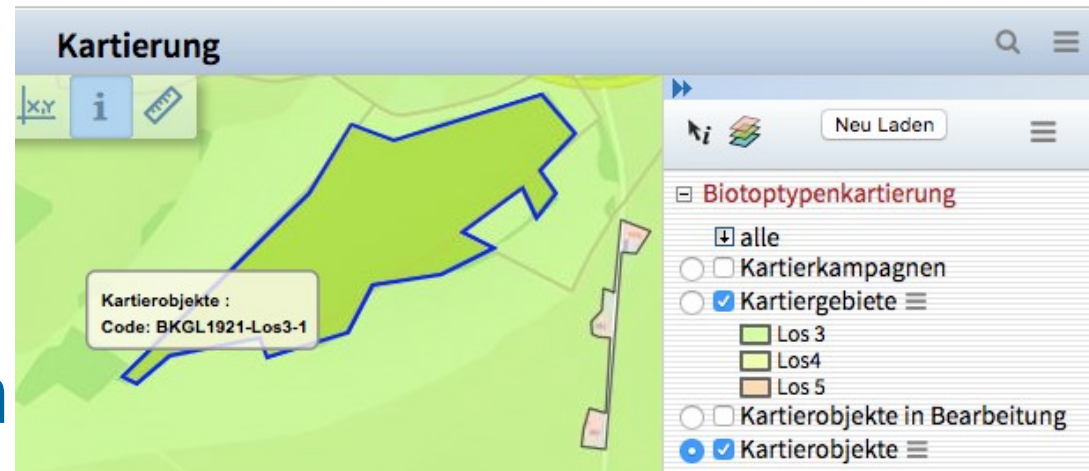 Kartierung
x,y i
Kartierobjekte :
Code: BKGL1921-Los3-1
i Neu Laden
Biotoptypenkartierung
alle
Kartierkampagnen
Kartiergebiete
Los 3
Los4
Los 5
Kartierobjekte in Bearbeitung
Kartierobjekte
n